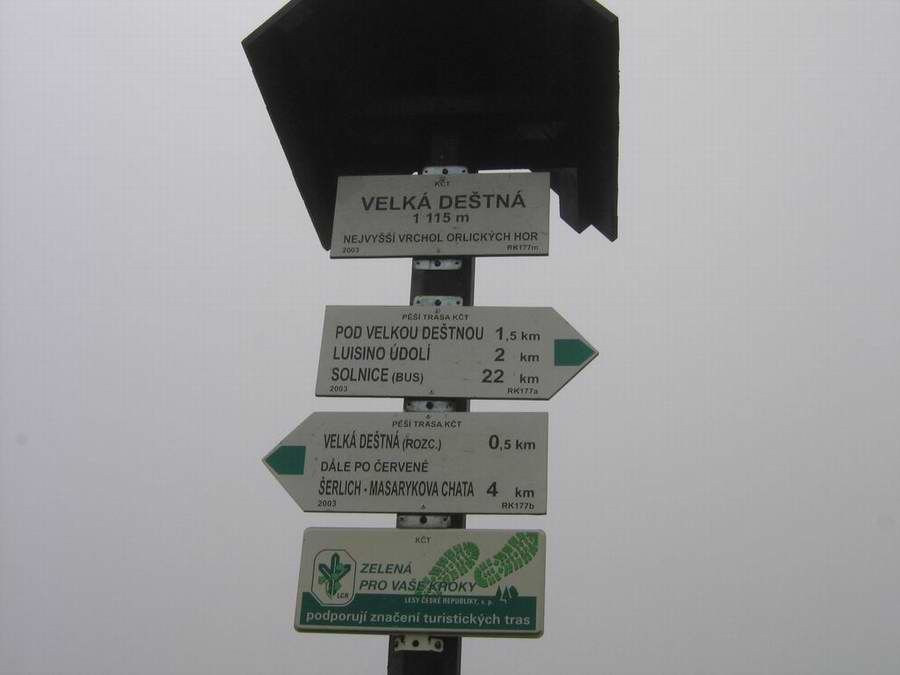 KČT
VELKÁ DEŠTNÁ
1 115 m
NEJVYŠŠÍ VRCHOL ORLICKÝCH HOR
2003 RK177m
PĚŠÍ TRASA KČT
POD VELKOU DEŠTNOU 1,5 km
LUISINO ÚDOLÍ 2 km
SOLNICE (BUS) 22 km
2003 RK177a
PĚŠÍ TRASA KČT
VELKÁ DEŠTNÁ (ROZC.) 0,5 km
DÁLE PO ČERVENÉ
ŠERLICH - MASARYKOVA CHATA 4 km
2003 RK177b
KČT
ZELENÁ
PRO VAŠE KROKY
LČR
LESY ČESKÉ REPUBLIKY, s. p.
podporují značení turistických tras